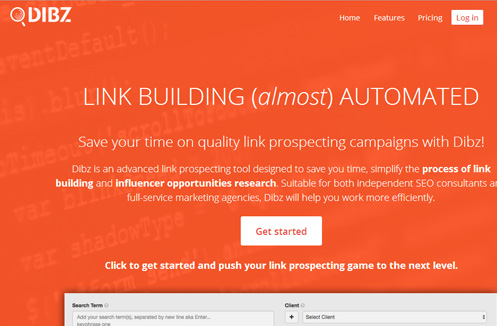 DIBZ
Home Features Pricing Log in
LINK BUILDING (almost) AUTOMATED
Save your time on quality link prospecting campaigns with Dibz!
Dibz is an advanced link prospecting tool designed to save you time, simplify the process of link
building and influencer opportunities research. Suitable for both independent SEO consultants an
full-service marketing agencies, Dibz will help you work more efficiently.
Get started
Click to get started and push your link prospecting game to the next level.
Search Term
Client
Add your search term(s), separated by new line aka Enter...
+ Select Client